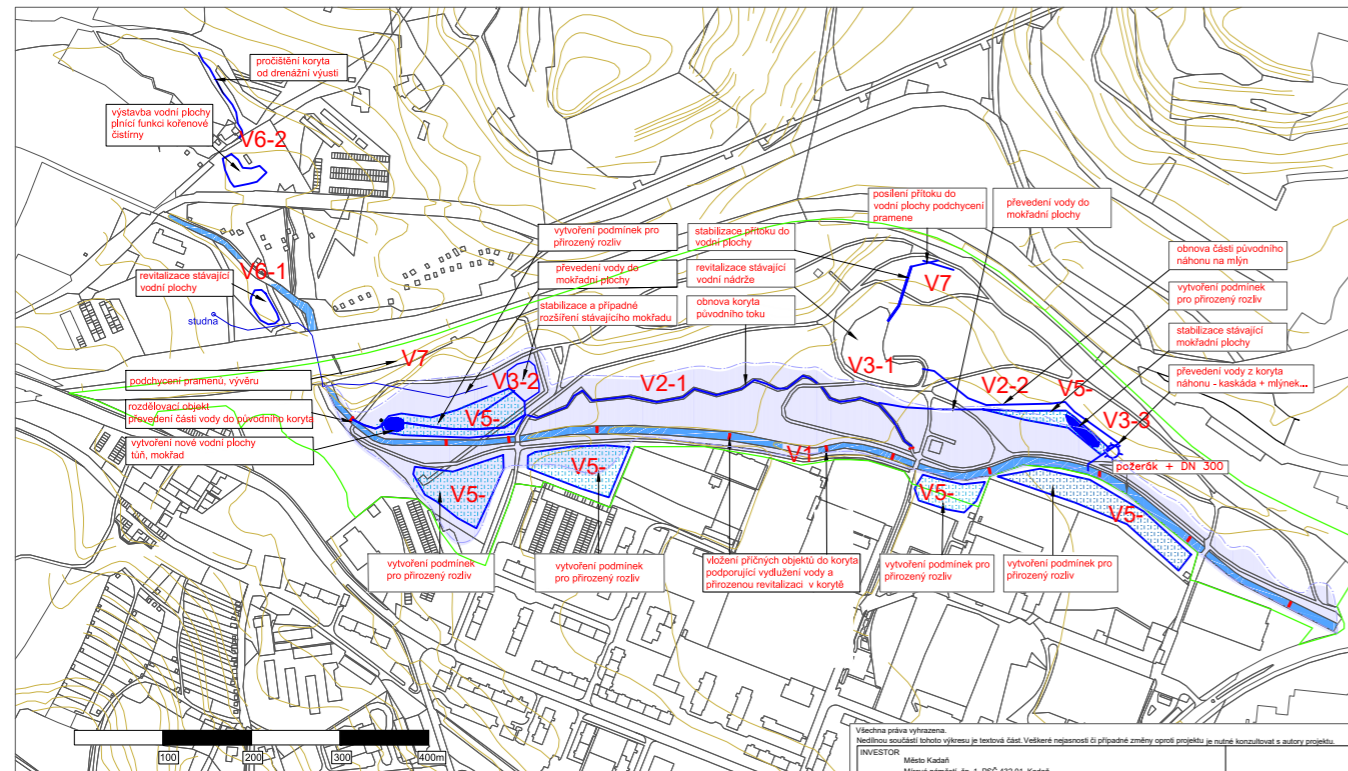 pročištění koryta
od drenážní výusti
výstavba vodní plochy
plnící funkci kořenové
čistírny
V6-2
V6-1
revitalizace stávající
vodní plochy
studna
vytvoření podmínek pro
přirozený rozliv
převedení vody do
mokřadní plochy
stabilizace a případné
rozšíření stávajícího mokřadu
stabilizace přítoku do
vodní plochy
revitalizace stávající
vodní nádrže
obnova koryta
původního toku
posílení přítoku do
vodní plochy podchycení
pramene
převedení vody do
mokřadní plochy
obnova části původního
náhonu na mlýn
vytvoření podmínek
pro přirozený rozliv
stabilizace stávající
mokřadní plochy
převedení vody z koryta
náhonu - kaskáda + mlýnek...
V7
V7
V3-1
V3-2
V2-1
V2-2
V5-
V3-3
podchycení pramenů, vývěru
rozdělovací objekt
převedení části vody do původního koryta
vytvoření nové vodní plochy
tůň, mokřad
V5-
V1
požerák + DN 300
V5-
V5-
V5-
V5-
vytvoření podmínek
pro přirozený rozliv
vytvoření podmínek
pro přirozený rozliv
vložení příčných objektů do koryta
podporující vydlužení vody a
přirozenou revitalizaci v korytě
vytvoření podmínek pro
přirozený rozliv
vytvoření podmínek pro
přirozený rozliv
100
200
300
400m
Všechna práva vyhrazena.
Nedílnou součástí tohoto výkresu je textová část. Veškeré nejasnosti či případné změny oproti projektu je nutné konzultovat s autory projektu.
INVESTOR
Město Kadaň